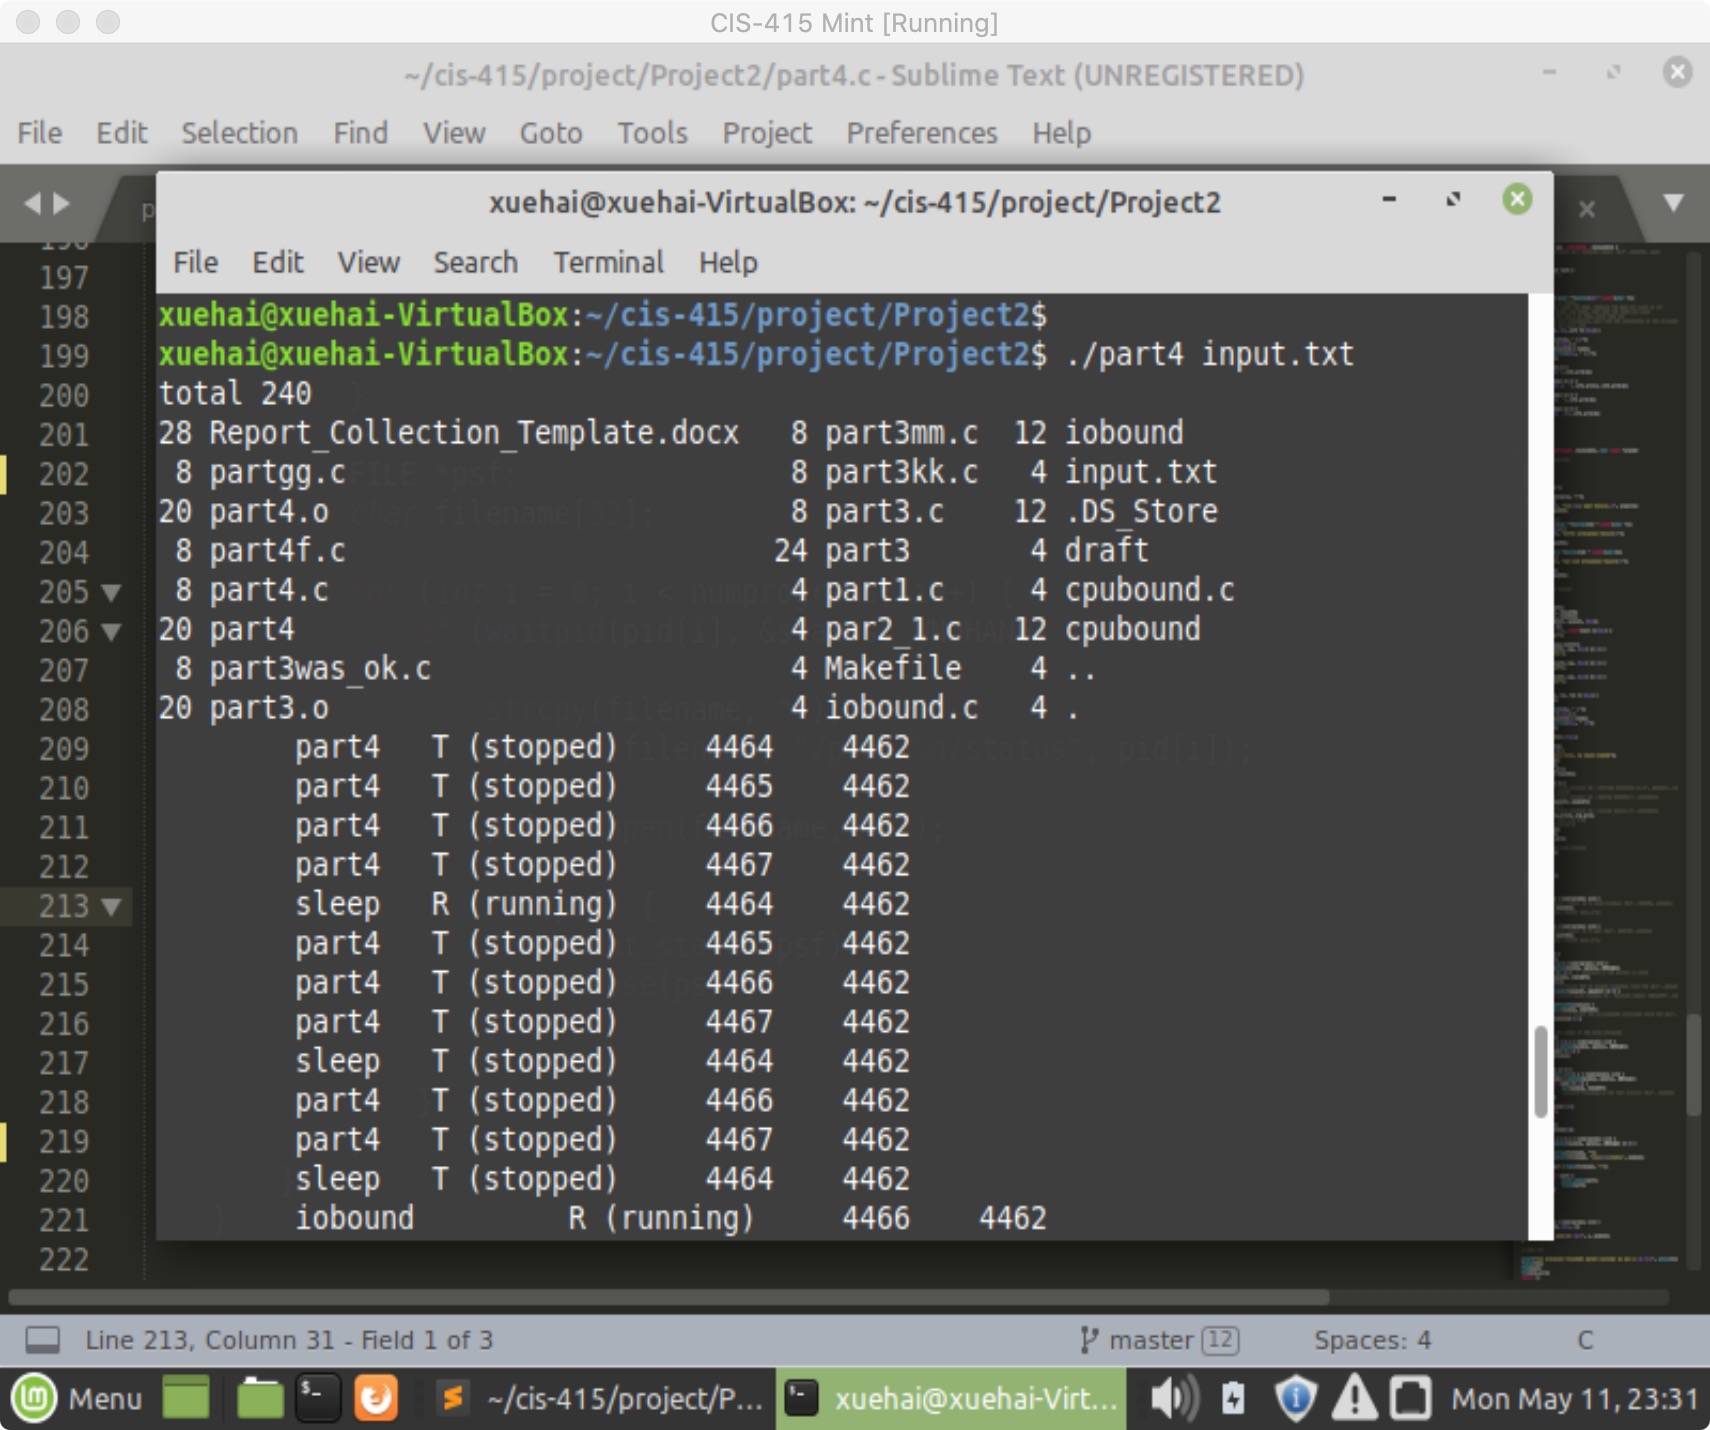 CIS-415 Mint [Running]
~/cis-415/project/Project2/part4.c - Sublime Text (UNREGISTERED)
File Edit Selection Find View Goto Tools Project Preferences Help
xuehai@xuehai-VirtualBox: ~/cis-415/project/Project2
File Edit View Search Terminal Help
xuehai@xuehai-VirtualBox:~/cis-415/project/Project2$
xuehai@xuehai-VirtualBox:~/cis-415/project/Project2$ ./part4 input.txt
total 240
28 Report_Collection_Template.docx 8 part3mm.c 12 iobound
8 partgg.c 8 part3kk.c 4 input.txt
20 part4.o 8 part3.c 12 .DS_Store
8 part4f.c 24 part3 4 draft
8 part4.c 4 part1.c 4 cpubound.c
20 part4 4 par2_1.c 12 cpubound
8 part3was_ok.c 4 Makefile 4 ..
20 part3.o 4 iobound.c 4 .
part4 T (stopped) 4464 4462
part4 T (stopped) 4465 4462
part4 T (stopped) 4466 4462
part4 T (stopped) 4467 4462
sleep R (running) 4464 4462
part4 T (stopped) 4465 4462
part4 T (stopped) 4466 4462
part4 T (stopped) 4467 4462
sleep T (stopped) 4464 4462
part4 T (stopped) 4466 4462
part4 T (stopped) 4467 4462
sleep T (stopped) 4464 4462
iobound R (running) 4466 4462
197
198
199
200
201
202
203
204
205
206
207
208
209
210
211
212
213
214
215
216
217
218
219
220
221
222
Line 213, Column 31 - Field 1 of 3 master 12 Spaces: 4 C
Menu ~/cis-415/project/P... xuehai@xuehai-Virt... Mon May 11, 23:31